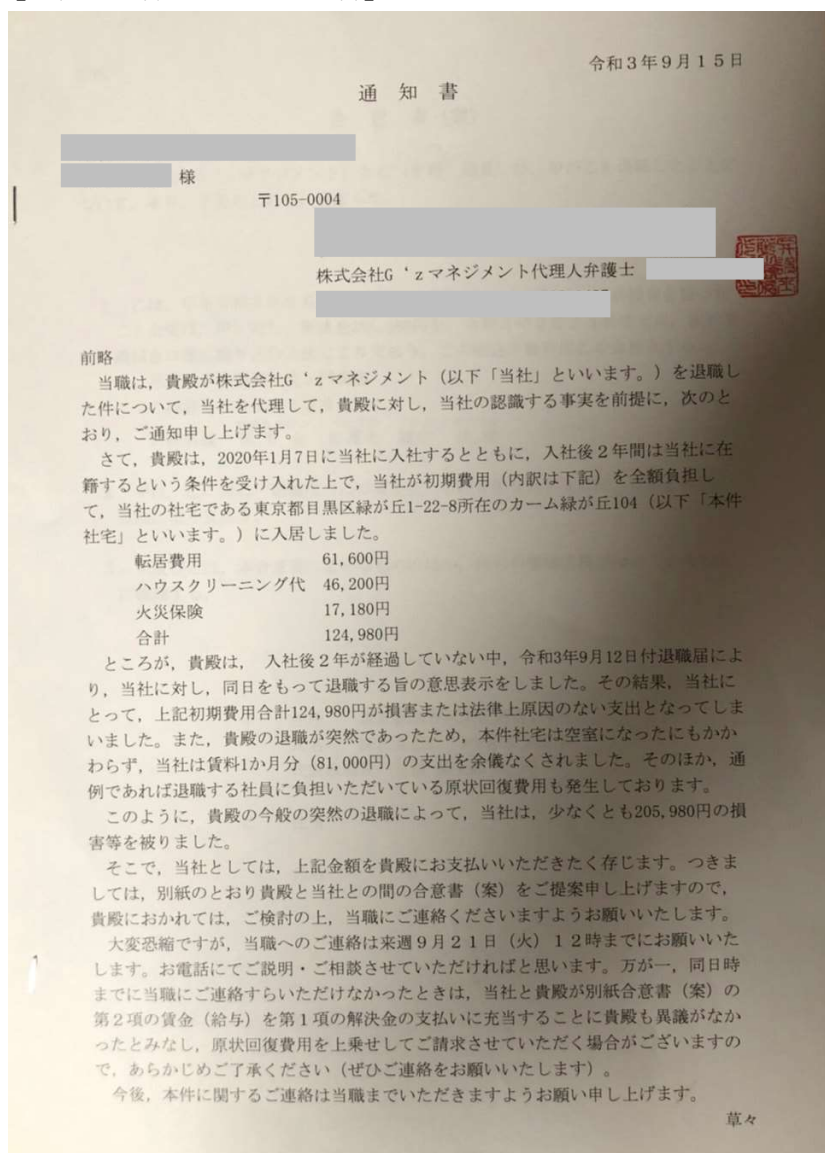 令和3年9月15日
通 知 書
様
〒105-0004
株式会社G‘zマネジメント代理人弁護士
前略
当職は，貴殿が株式会社G‘zマネジメント（以下「当社」といいます。）を退職し
た件について，当社を代理して，貴殿に対し，当社の認識する事実を前提に，次のと
おり，ご通知申し上げます。
さて，貴殿は，2020年1月7日に当社に入社するとともに，入社後２年間は当社に在
籍するという条件を受け入れた上で，当社が初期費用（内訳は下記）を全額負担し
て，当社の社宅である東京都目黒区緑が丘1-22-8所在のカーム緑が丘104（以下「本件
社宅」といいます。）に入居しました。
転居費用 61,600円
ハウスクリーニング代 46,200円
火災保険 17,180円
合計 124,980円
ところが，貴殿は， 入社後２年が経過していない中，令和3年9月12日付退職届によ
り，当社に対し，同日をもって退職する旨の意思表示をしました。その結果，当社に
とって，上記初期費用合計124,980円が損害または法律上原因のない支出となってしま
いました。また，貴殿の退職が突然であったため，本件社宅は空室になったにもかか
わらず，当社は賃料1か月分（81,000円）の支出を余儀なくされました。そのほか，通
例であれば退職する社員に負担いただいている原状回復費用も発生しております。
このように，貴殿の今般の突然の退職によって，当社は，少なくとも205,980円の損
害等を被りました。
そこで，当社としては，上記金額を貴殿にお支払いいただきたく存じます。つきま
しては，別紙のとおり貴殿と当社との間の合意書（案）をご提案申し上げますので，
貴殿におかれては，ご検討の上，当職にご連絡くださいますようお願いいたします。
大変恐縮ですが，当職へのご連絡は来週９月２１日（火）１２時までにお願いいた
します。お電話にてご説明・ご相談させていただければと思います。万が一，同日時
までに当職にご連絡すらいただけなかったときは，当社と貴殿が別紙合意書（案）の
第２項の賃金（給与）を第１項の解決金の支払いに充当することに貴殿も異議がなか
ったとみなし，原状回復費用を上乗せしてご請求させていただく場合がございますの
で，あらかじめご了承ください（ぜひご連絡をお願いいたします）。
今後，本件に関するご連絡は当職までいただきますようお願い申し上げます。
草々